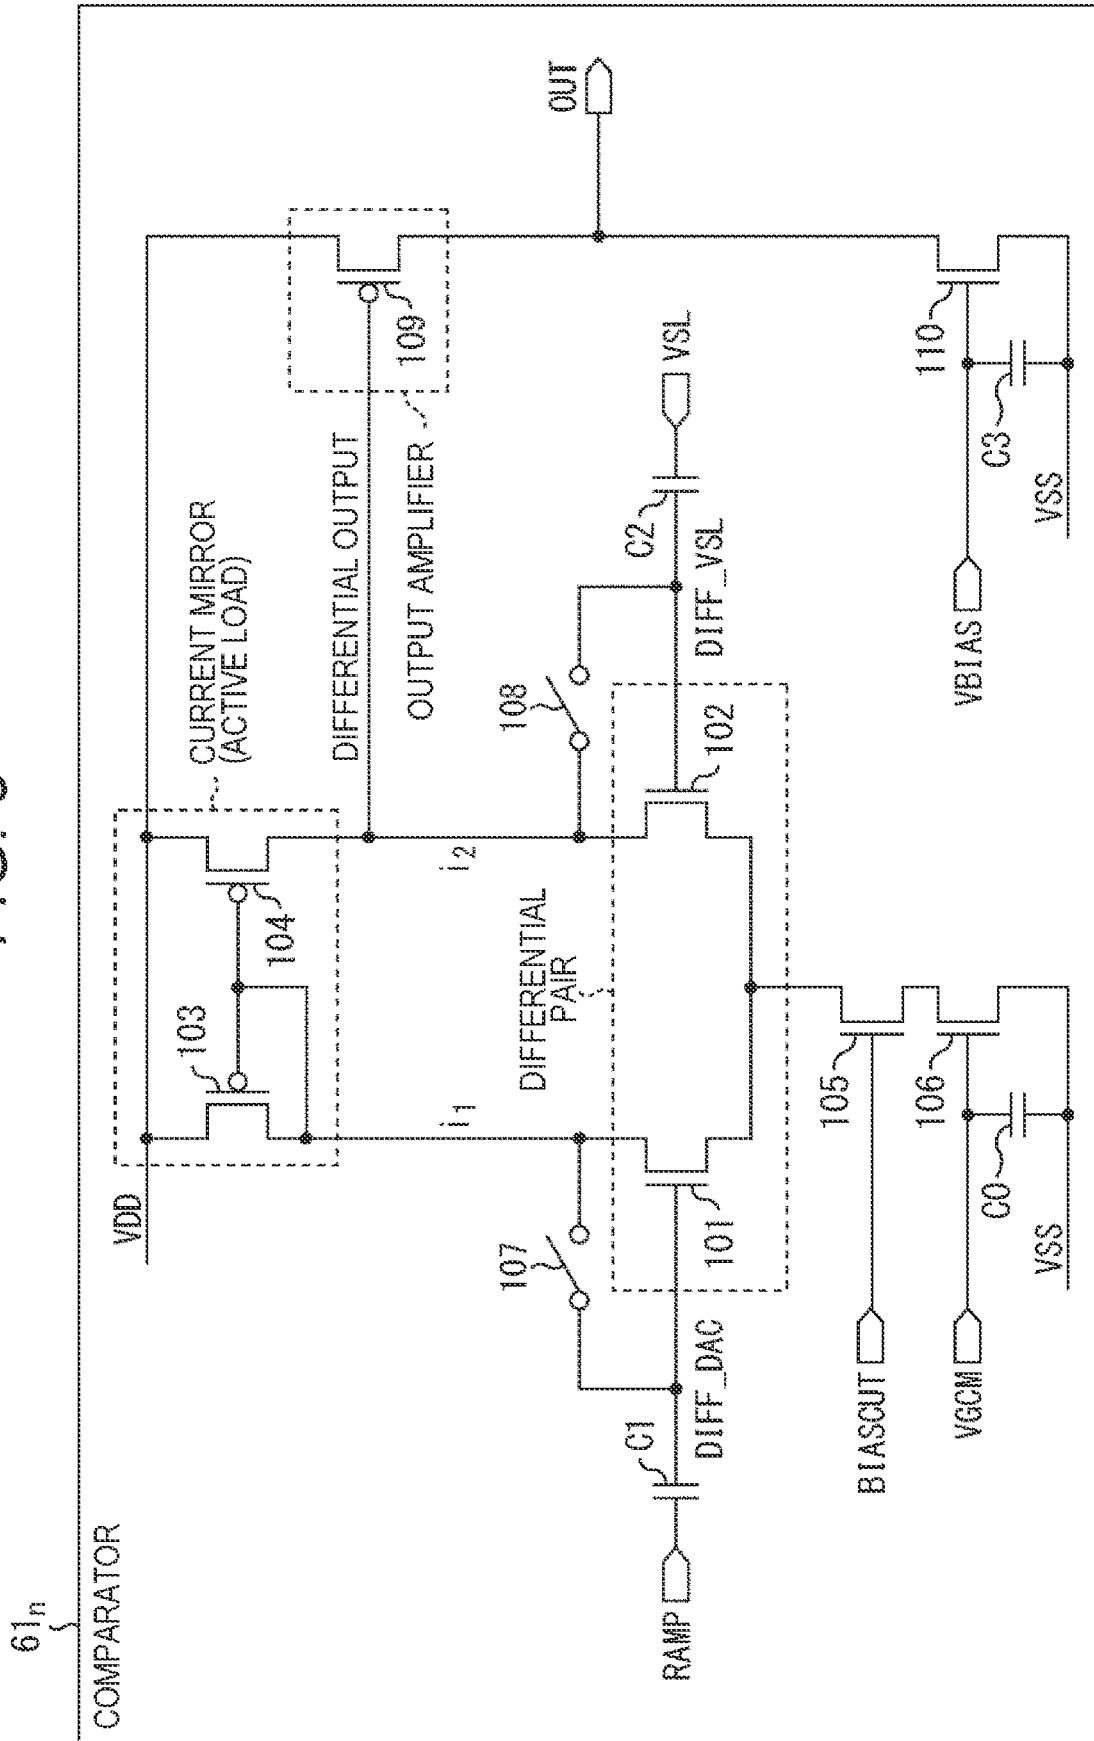 61n
COMPARATOR
VDD
103
104
CURRENT MIRROR
(ACTIVE LOAD)
i1
i2
DIFFERENTIAL OUTPUT
OUTPUT AMPLIFIER
109
OUT
107
108
DIFFERENTIAL
PAIR
RAMP
C1
DIFF_DAC
101
102
DIFF_VSL
C2
VSL
BIASCUT
105
VGCM
106
C0
VSS
VBIAS
110
C3
VSS